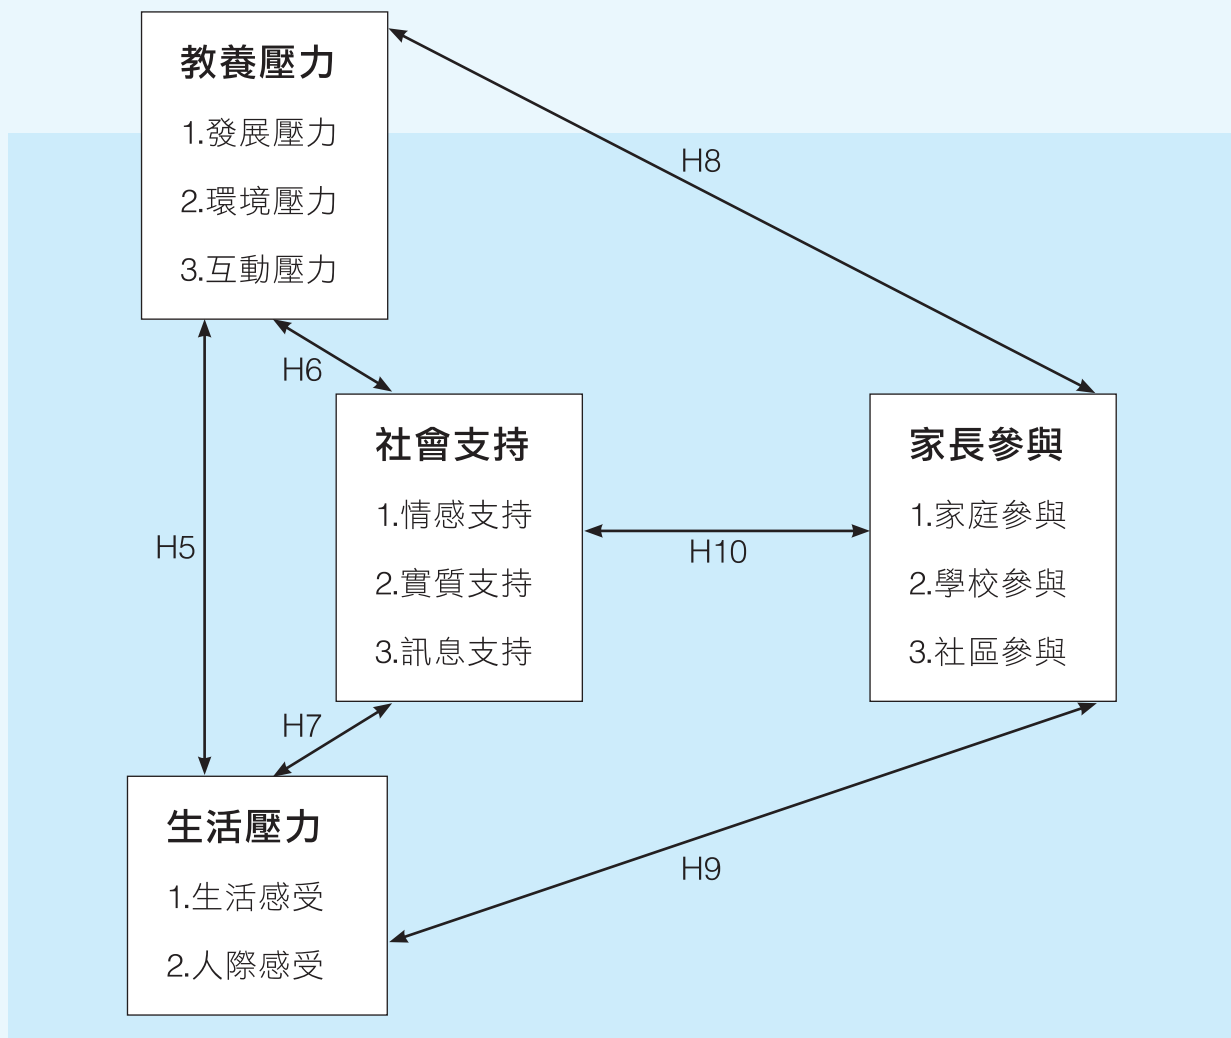 教養壓力
1.發展壓力
2.環境壓力
3.互動壓力
H8
H6
社會支持
1.情感支持
2.實質支持
3.訊息支持
家長參與
1.家庭參與
2.學校參與
3.社區參與
H5
H10
H7
生活壓力
1.生活感受
2.人際感受
H9